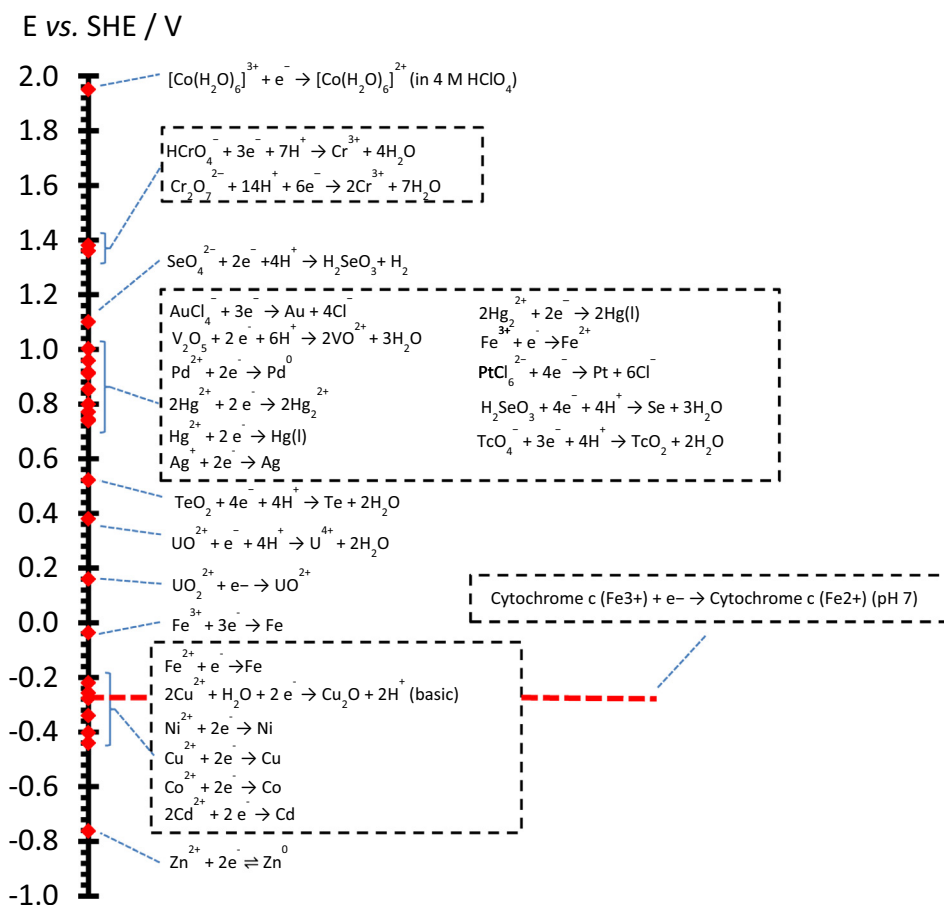 E vs. SHE / V
2.0
1.8
1.6
1.4
1.2
1.0
0.8
0.6
0.4
0.2
0.0
-0.2
-0.4
-0.6
-0.8
-1.0
[Co(H₂O)₆]³⁺ + e⁻ → [Co(H₂O)₆]²⁺ (in 4 M HClO₄)
HCrO₄⁻ + 3e⁻ + 7H⁺ → Cr³⁺ + 4H₂O
Cr₂O₇²⁻ + 14H⁺ + 6e⁻ → 2Cr³⁺ + 7H₂O
SeO₄²⁻ + 2e⁻ +4H⁺ → H₂SeO₃ + H₂
AuCl₄⁻ + 3e⁻ → Au + 4Cl⁻
V₂O₅ + 2 e⁻ + 6H⁺ → 2VO²⁺ + 3H₂O
Pd²⁺ + 2e⁻ → Pd⁰
2Hg²⁺ + 2 e⁻ → 2Hg₂²⁺
Hg²⁺ + 2 e⁻ → Hg(l)
Ag⁺ + 2e⁻ → Ag
2Hg₂²⁺ + 2e⁻ → 2Hg(l)
Fe³⁺ + e⁻ → Fe²⁺
PtCl₆²⁻ + 4e⁻ → Pt + 6Cl⁻
H₂SeO₃ + 4e⁻ + 4H⁺ → Se + 3H₂O
TcO₄⁻ + 3e⁻ + 4H⁺ → TcO₂ + 2H₂O
TeO₂ + 4e⁻ + 4H⁺ → Te + 2H₂O
UO²⁺ + e⁻ + 4H⁺ → U⁴⁺ + 2H₂O
UO₂²⁺ + e− → UO²⁺
Cytochrome c (Fe3+) + e− → Cytochrome c (Fe2+) (pH 7)
Fe³⁺ + 3e⁻ → Fe
Fe²⁺ + e⁻ → Fe
2Cu²⁺ + H₂O + 2 e⁻ → Cu₂O + 2H⁺ (basic)
Ni²⁺ + 2e⁻ → Ni
Cu²⁺ + 2e⁻ → Cu
Co²⁺ + 2e⁻ → Co
2Cd²⁺ + 2 e⁻ → Cd
Zn²⁺ + 2e⁻ ⇌ Zn⁰